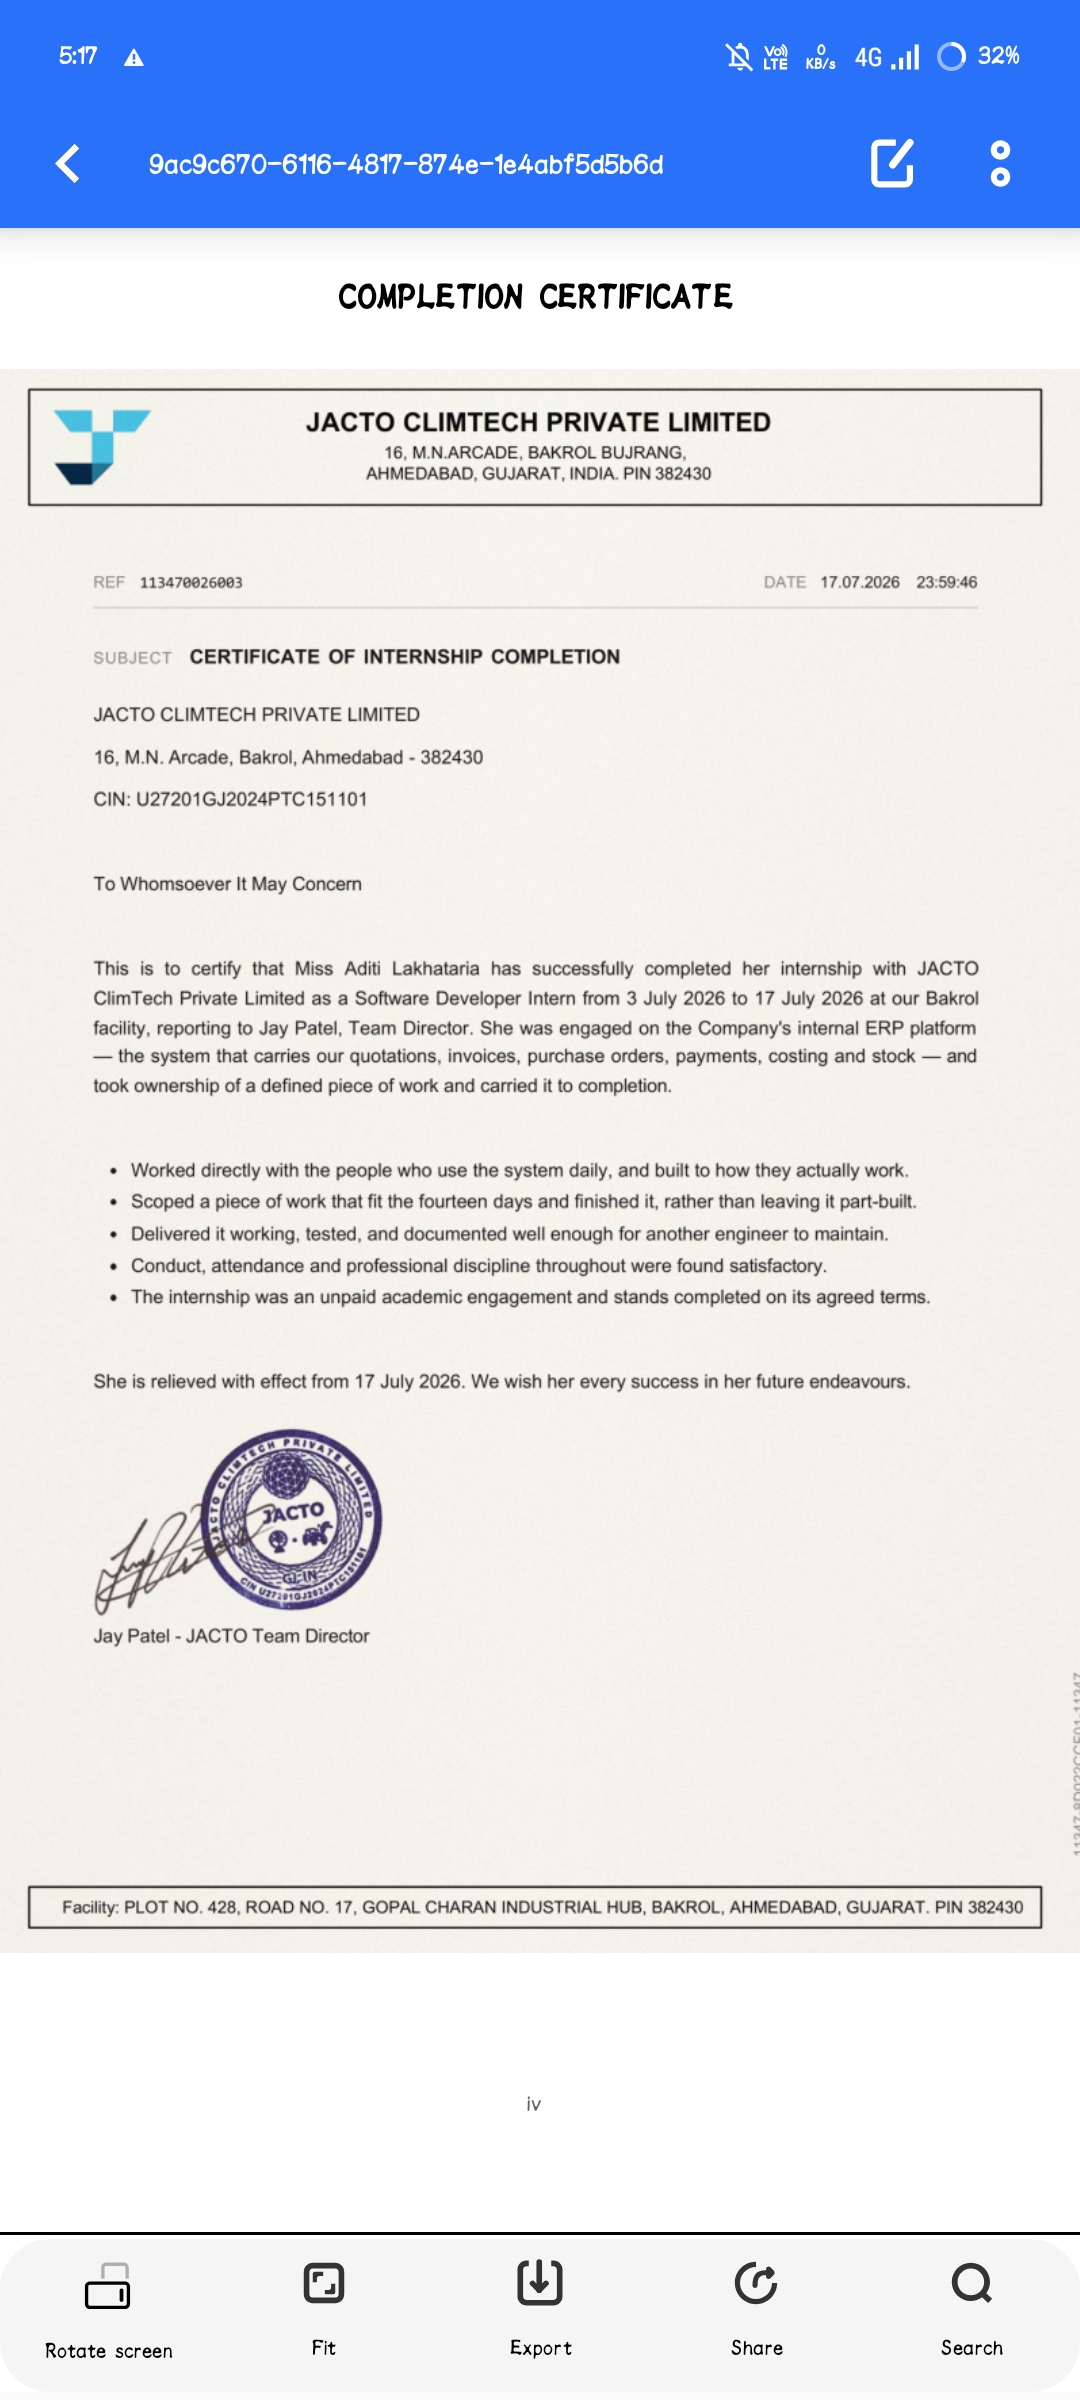 5:17
Vo)) LTE 0 KB/s 4G 32%
9ac9c670-6116-4817-874e-1e4abf5d5b6d
COMPLETION CERTIFICATE
JACTO CLIMTECH PRIVATE LIMITED
16, M.N.ARCADE, BAKROL BUJRANG,
AHMEDABAD, GUJARAT, INDIA. PIN 382430
REF 113470026003 DATE 17.07.2026 23:59:46
SUBJECT CERTIFICATE OF INTERNSHIP COMPLETION
JACTO CLIMTECH PRIVATE LIMITED
16, M.N. Arcade, Bakrol, Ahmedabad - 382430
CIN: U27201GJ2024PTC151101
To Whomsoever It May Concern
This is to certify that Miss Aditi Lakhataria has successfully completed her internship with JACTO
ClimTech Private Limited as a Software Developer Intern from 3 July 2026 to 17 July 2026 at our Bakrol
facility, reporting to Jay Patel, Team Director. She was engaged on the Company's internal ERP platform
— the system that carries our quotations, invoices, purchase orders, payments, costing and stock — and
took ownership of a defined piece of work and carried it to completion.
• Worked directly with the people who use the system daily, and built to how they actually work.
• Scoped a piece of work that fit the fourteen days and finished it, rather than leaving it part-built.
• Delivered it working, tested, and documented well enough for another engineer to maintain.
• Conduct, attendance and professional discipline throughout were found satisfactory.
• The internship was an unpaid academic engagement and stands completed on its agreed terms.
She is relieved with effect from 17 July 2026. We wish her every success in her future endeavours.
JACTO CLIMTECH PRIVATE LIMITED
JACTO
GJ-IN
CIN U27201GJ2024PTC151101
Jay Patel - JACTO Team Director
Facility: PLOT NO. 428, ROAD NO. 17, GOPAL CHARAN INDUSTRIAL HUB, BAKROL, AHMEDABAD, GUJARAT. PIN 382430
iv
Rotate screen Fit Export Share Search